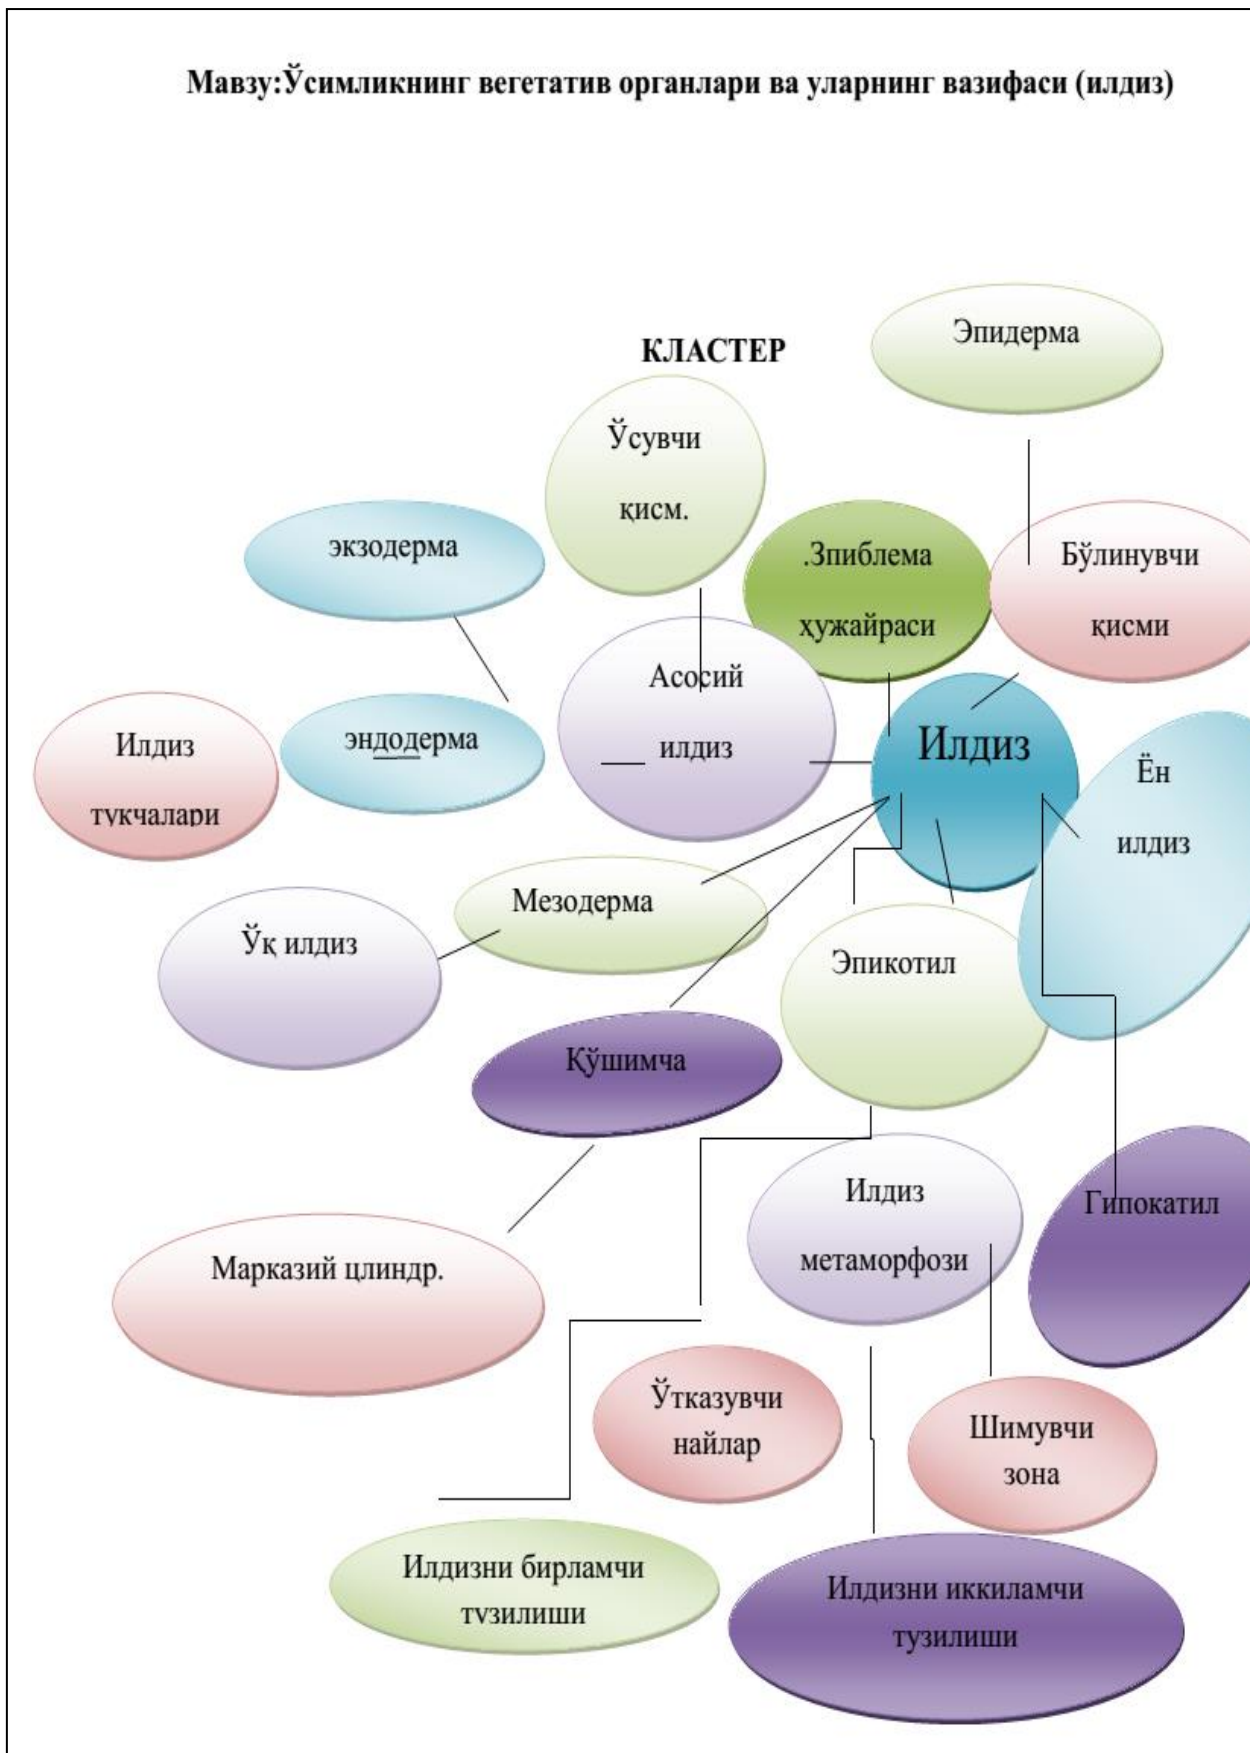 Мавзу:Ўсимликнинг вегетатив органлари ва уларнинг вазифаси (илдиз)
Эпидерма
КЛАСТЕР
Ўсувчи
қисм.
экзодерма
.Зпиблема
ҳужайраси
Бўлинувчи
қисми
Асосий
илдиз
Илдиз
тукчалари
эндодерма
Илдиз
Ён
илдиз
Мезодерма
Ўқ илдиз
Эпикотил
Қўшимча
Илдиз
метаморфози
Гипокатил
Марказий цлиндр.
Ўтказувчи
найлар
Шимувчи
зона
Илдизни бирламчи
тузилиши
Илдизни иккиламчи
тузилиши